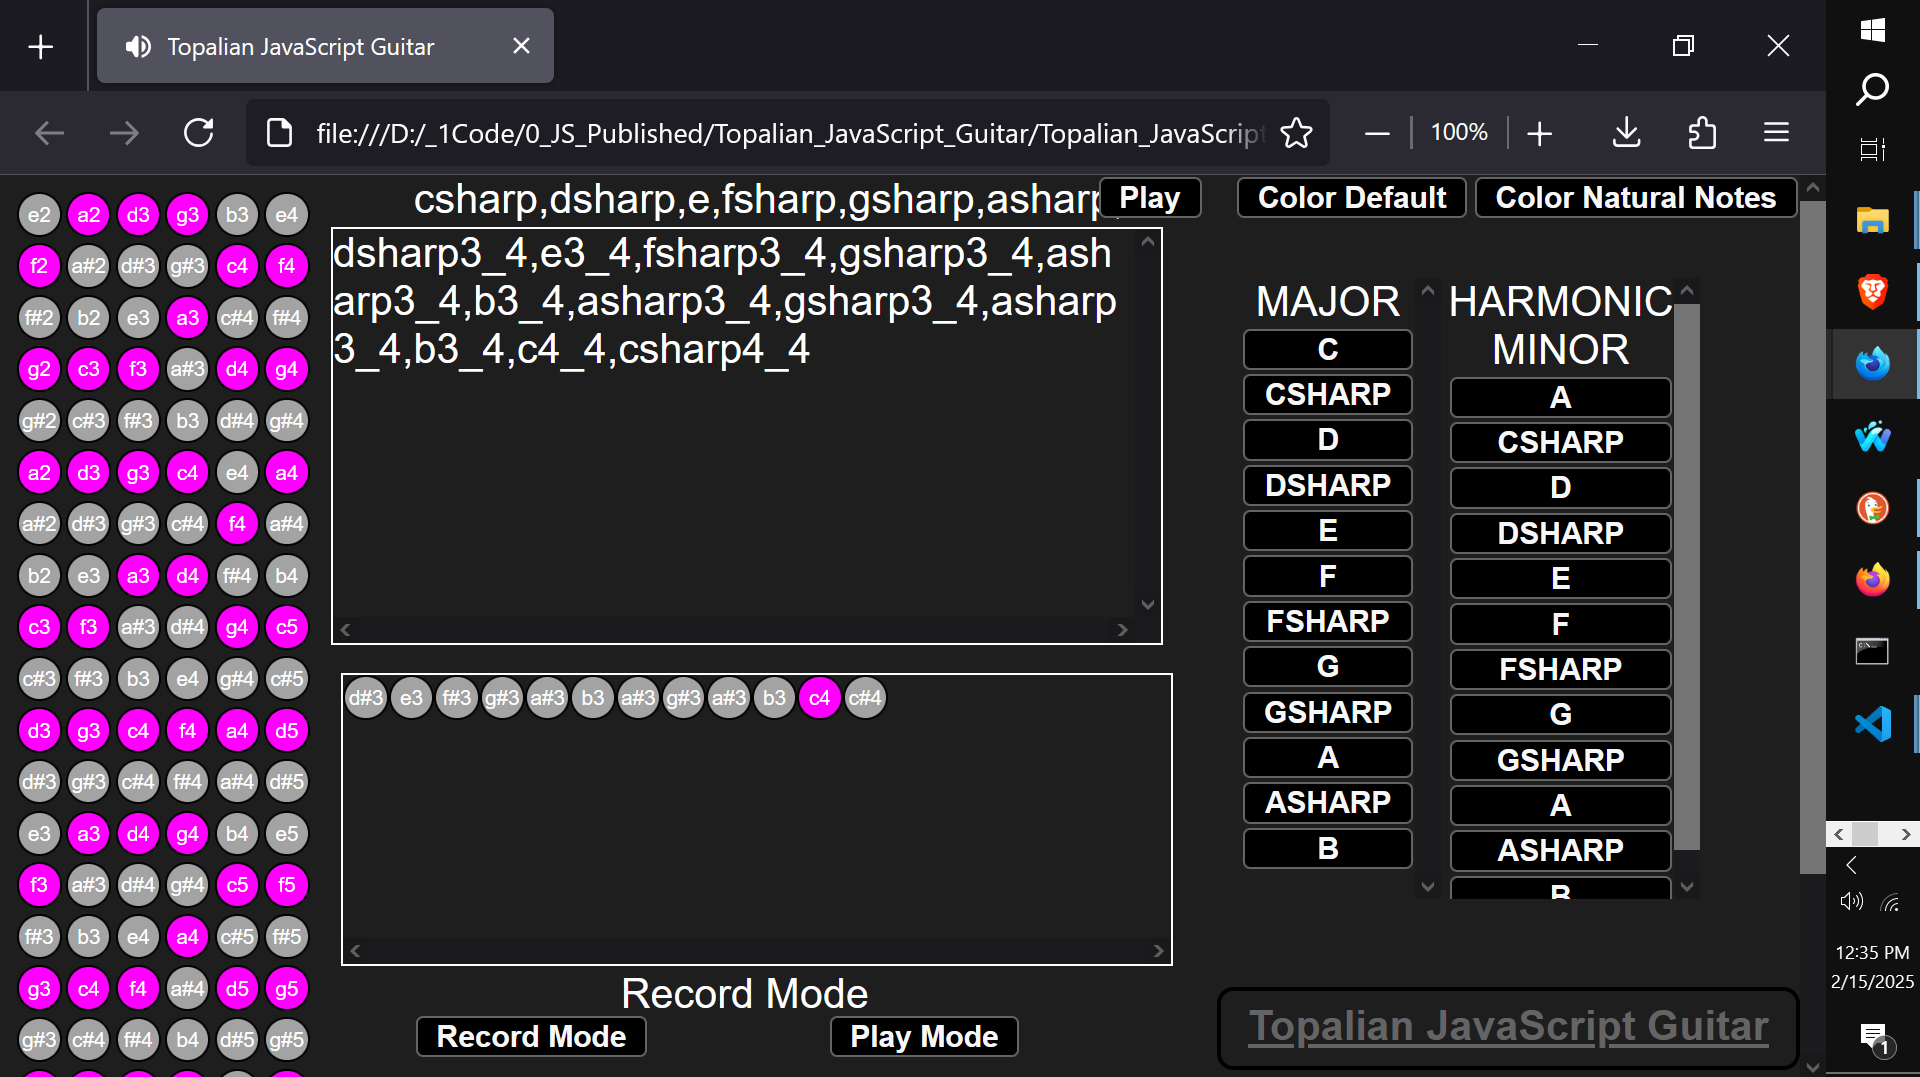 Topalian JavaScript Guitar
file:///D:/_1Code/0_JS_Published/Topalian_JavaScript_Guitar/Topalian_JavaScript
100%
csharp,dsharp,e,fsharp,gsharp,asharp,
Play
Color Default
Color Natural Notes
e2 a2 d3 g3 b3 e4
f2 a#2 d#3 g#3 c4 f4
f#2 b2 e3 a3 c#4 f#4
g2 c3 f3 a#3 d4 g4
g#2 c#3 f#3 b3 d#4 g#4
a2 d3 g3 c4 e4 a4
a#2 d#3 g#3 c#4 f4 a#4
b2 e3 a3 d4 f#4 b4
c3 f3 a#3 d#4 g4 c5
c#3 f#3 b3 e4 g#4 c#5
d3 g3 c4 f4 a4 d5
d#3 g#3 c#4 f#4 a#4 d#5
e3 a3 d4 g4 b4 e5
f3 a#3 d#4 g#4 c5 f5
f#3 b3 e4 a4 c#5 f#5
g3 c4 f4 a#4 d5 g5
g#3 c#4 f#4 b4 d#5 g#5
dsharp3_4,e3_4,fsharp3_4,gsharp3_4,ash
arp3_4,b3_4,asharp3_4,gsharp3_4,asharp
3_4,b3_4,c4_4,csharp4_4
d#3 e3 f#3 g#3 a#3 b3 a#3 g#3 a#3 b3 c4 c#4
Record Mode
Record Mode
Play Mode
MAJOR
C
CSHARP
D
DSHARP
E
F
FSHARP
G
GSHARP
A
ASHARP
B
HARMONIC
MINOR
A
CSHARP
D
DSHARP
E
F
FSHARP
G
GSHARP
A
ASHARP
B
Topalian JavaScript Guitar
12:35 PM
2/15/2025
1